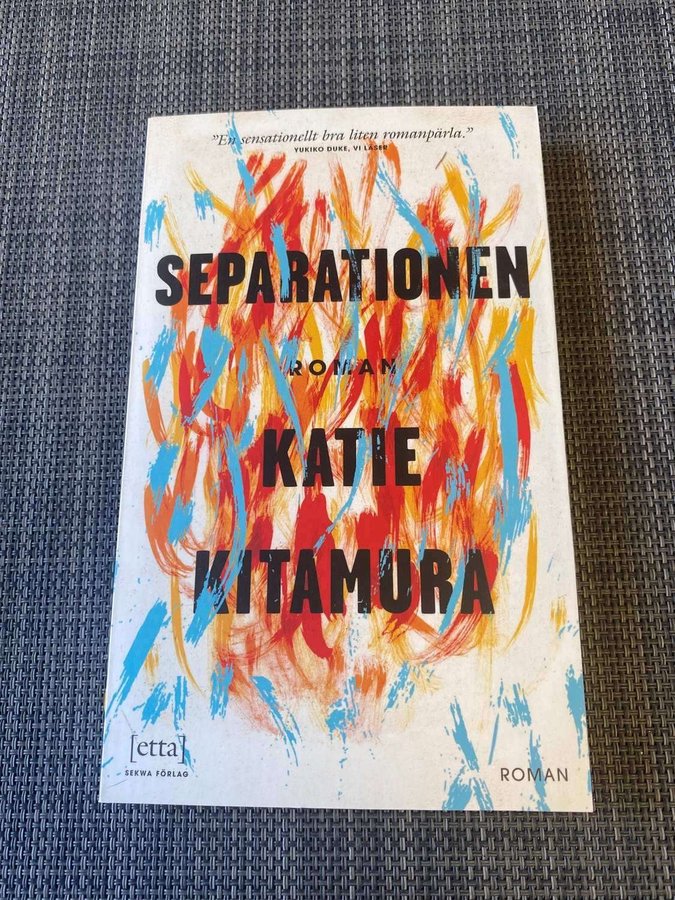 ”En sensationellt bra liten romanpärla.”
YUKIKO DUKE, VI LÄSER
SEPARATIONEN
ROMAN
KATIE
KITAMURA
[etta]
SEKWA FÖRLAG
ROMAN